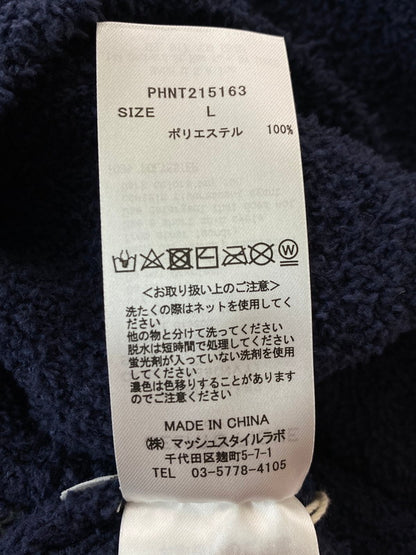 PHNT215163
SIZE L
ポリエステル 100%
<お取り扱い上のご注意>
洗たくの際はネットを使用してく
ださい
他の物と分けて洗ってください
脱水は短時間で処理してください
蛍光剤が入っていない洗剤を使用
してください
濃色は色移りすることがあります
のでご注意ください
MADE IN CHINA
(株) マッシュスタイルラボ
千代田区麹町5-7-1
TEL 03-5778-4105